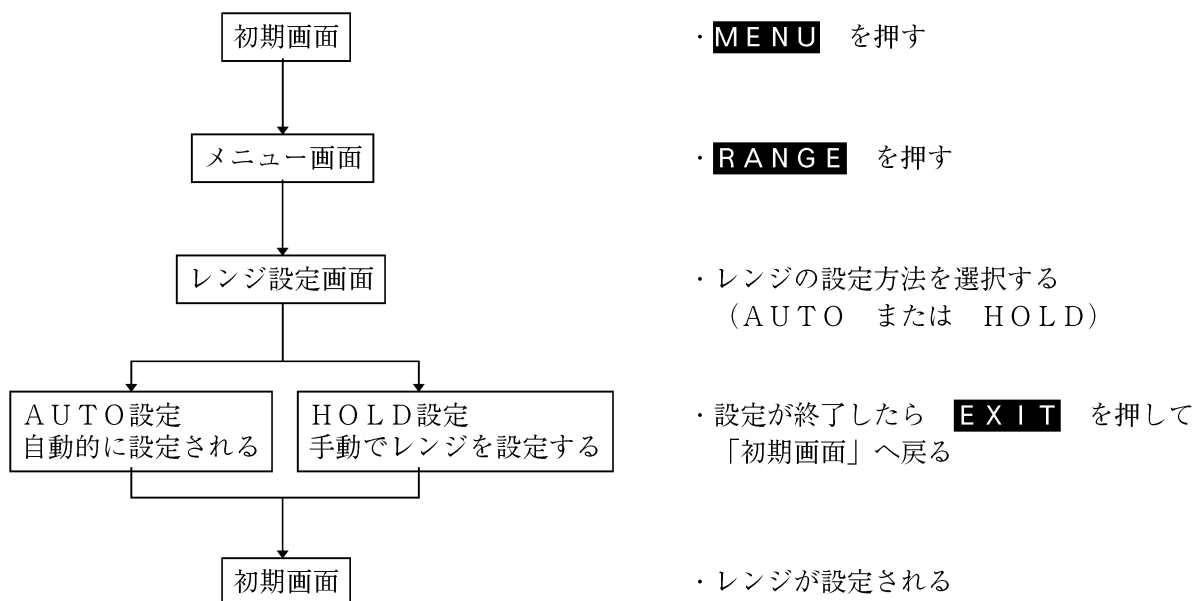 初期画面
・ＭＥＮＵ　を押す
メニュー画面
・ＲＡＮＧＥ　を押す
レンジ設定画面
・レンジの設定方法を選択する
（ＡＵＴＯ　または　ＨＯＬＤ）
ＡＵＴＯ設定
自動的に設定される
ＨＯＬＤ設定
手動でレンジを設定する
・設定が終了したら　ＥＸＩＴ　を押して
「初期画面」へ戻る
初期画面
・レンジが設定される